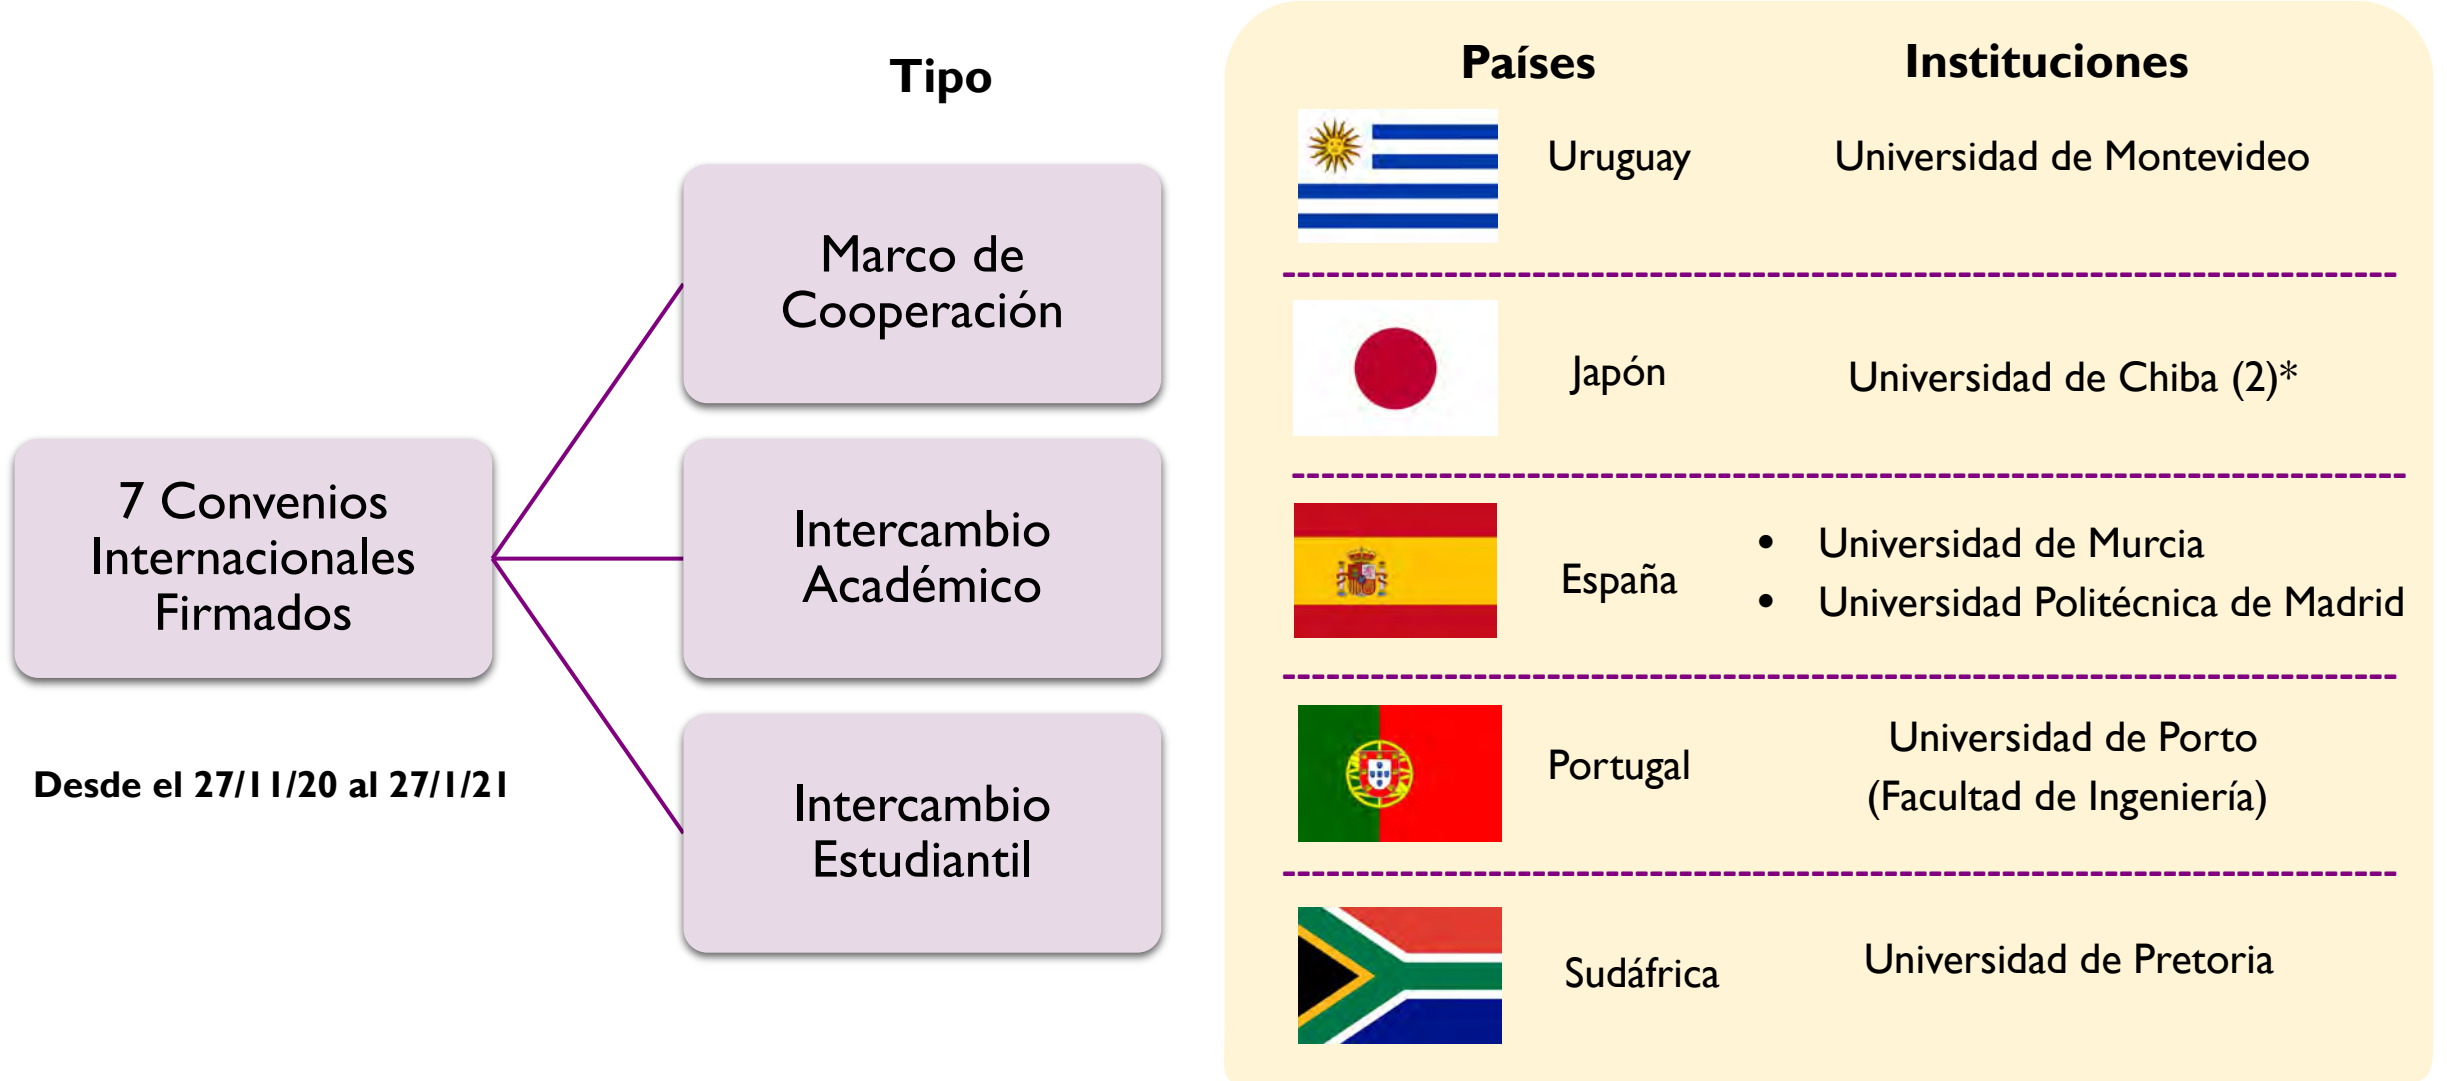 Tipo
Marco de
Cooperación
7 Convenios
Internacionales
Firmados
Intercambio
Académico
Desde el 27/11/20 al 27/1/21
Intercambio
Estudiantil
Países
Instituciones
Uruguay
Universidad de Montevideo
Japón
Universidad de Chiba (2)*
España
• Universidad de Murcia
• Universidad Politécnica de Madrid
Portugal
Universidad de Porto
(Facultad de Ingeniería)
Sudáfrica
Universidad de Pretoria